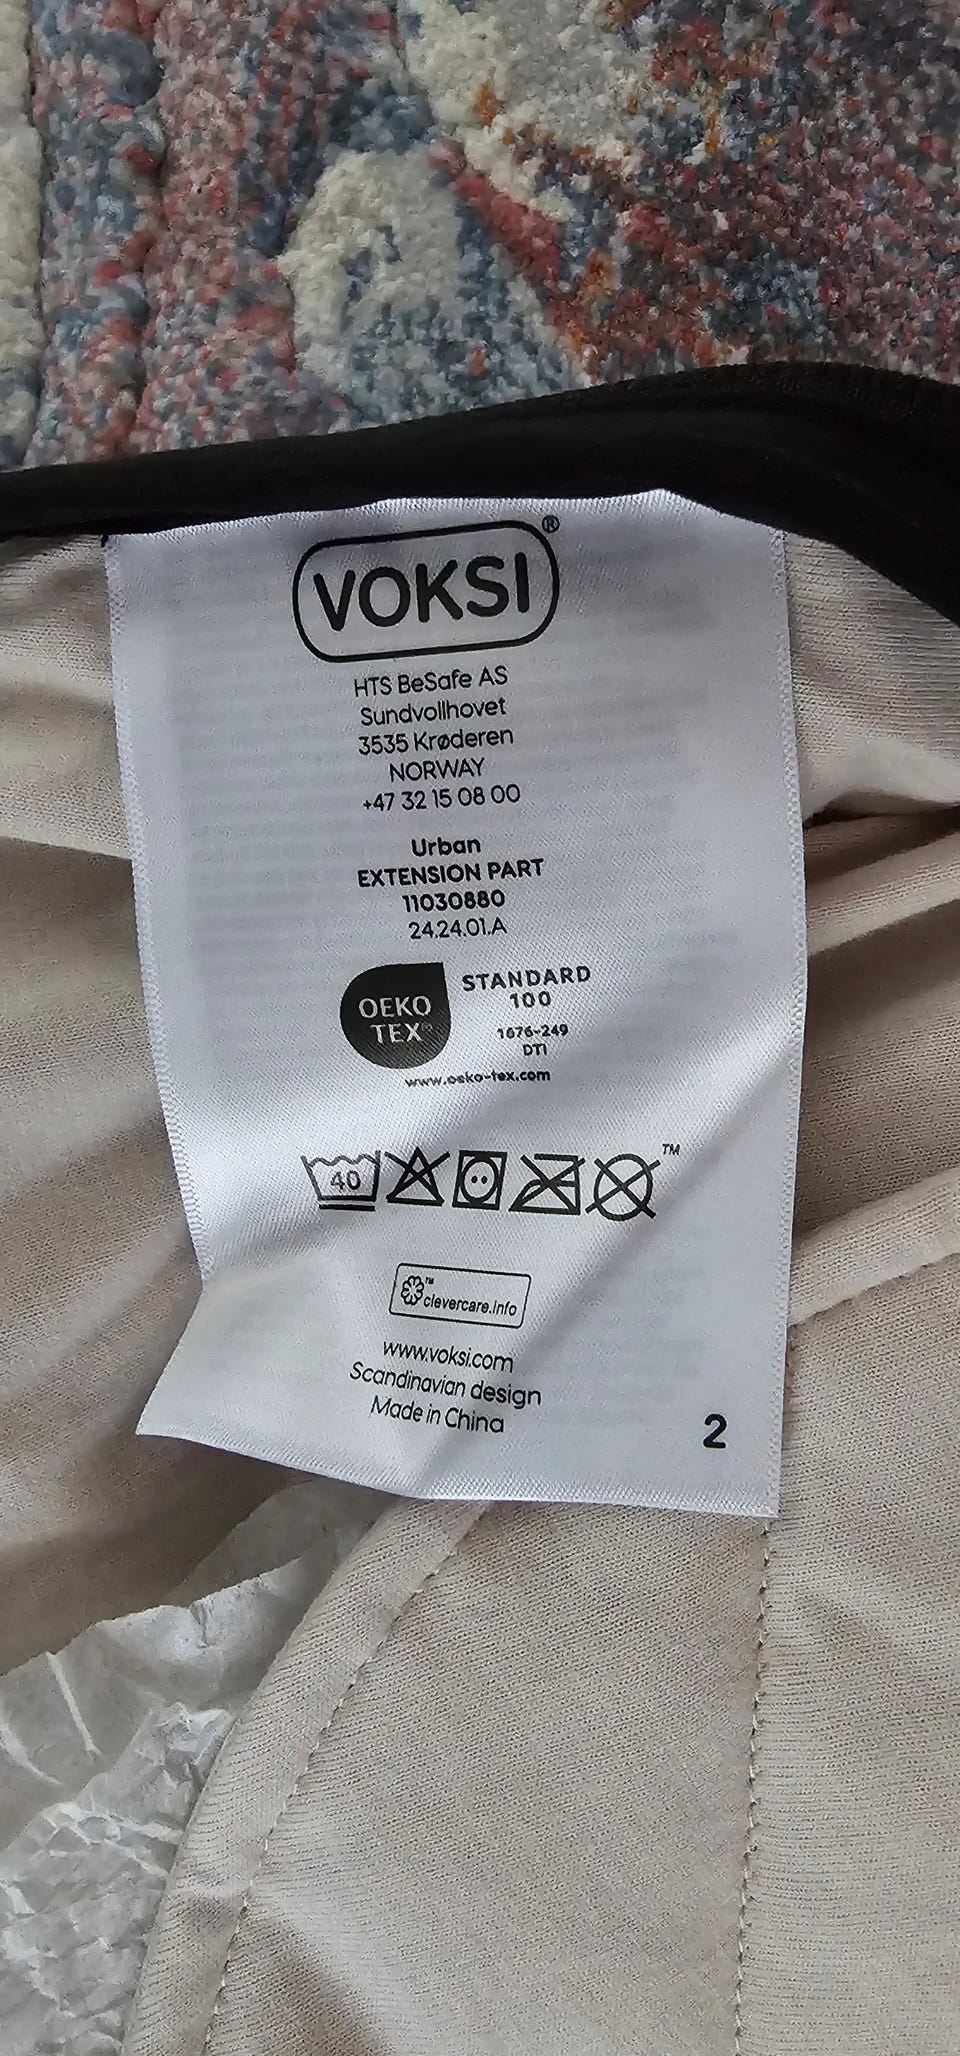 VOKSI®
HTS BeSafe AS
Sundvollhovet
3535 Krøderen
NORWAY
+47 32 15 08 00
Urban
EXTENSION PART
11030880
24.24.01.A
OEKO
TEX®
STANDARD
100
1676-249
DTI
www.oeko-tex.com
40
™
™
clevercare.info
www.voksi.com
Scandinavian design
Made in China
2